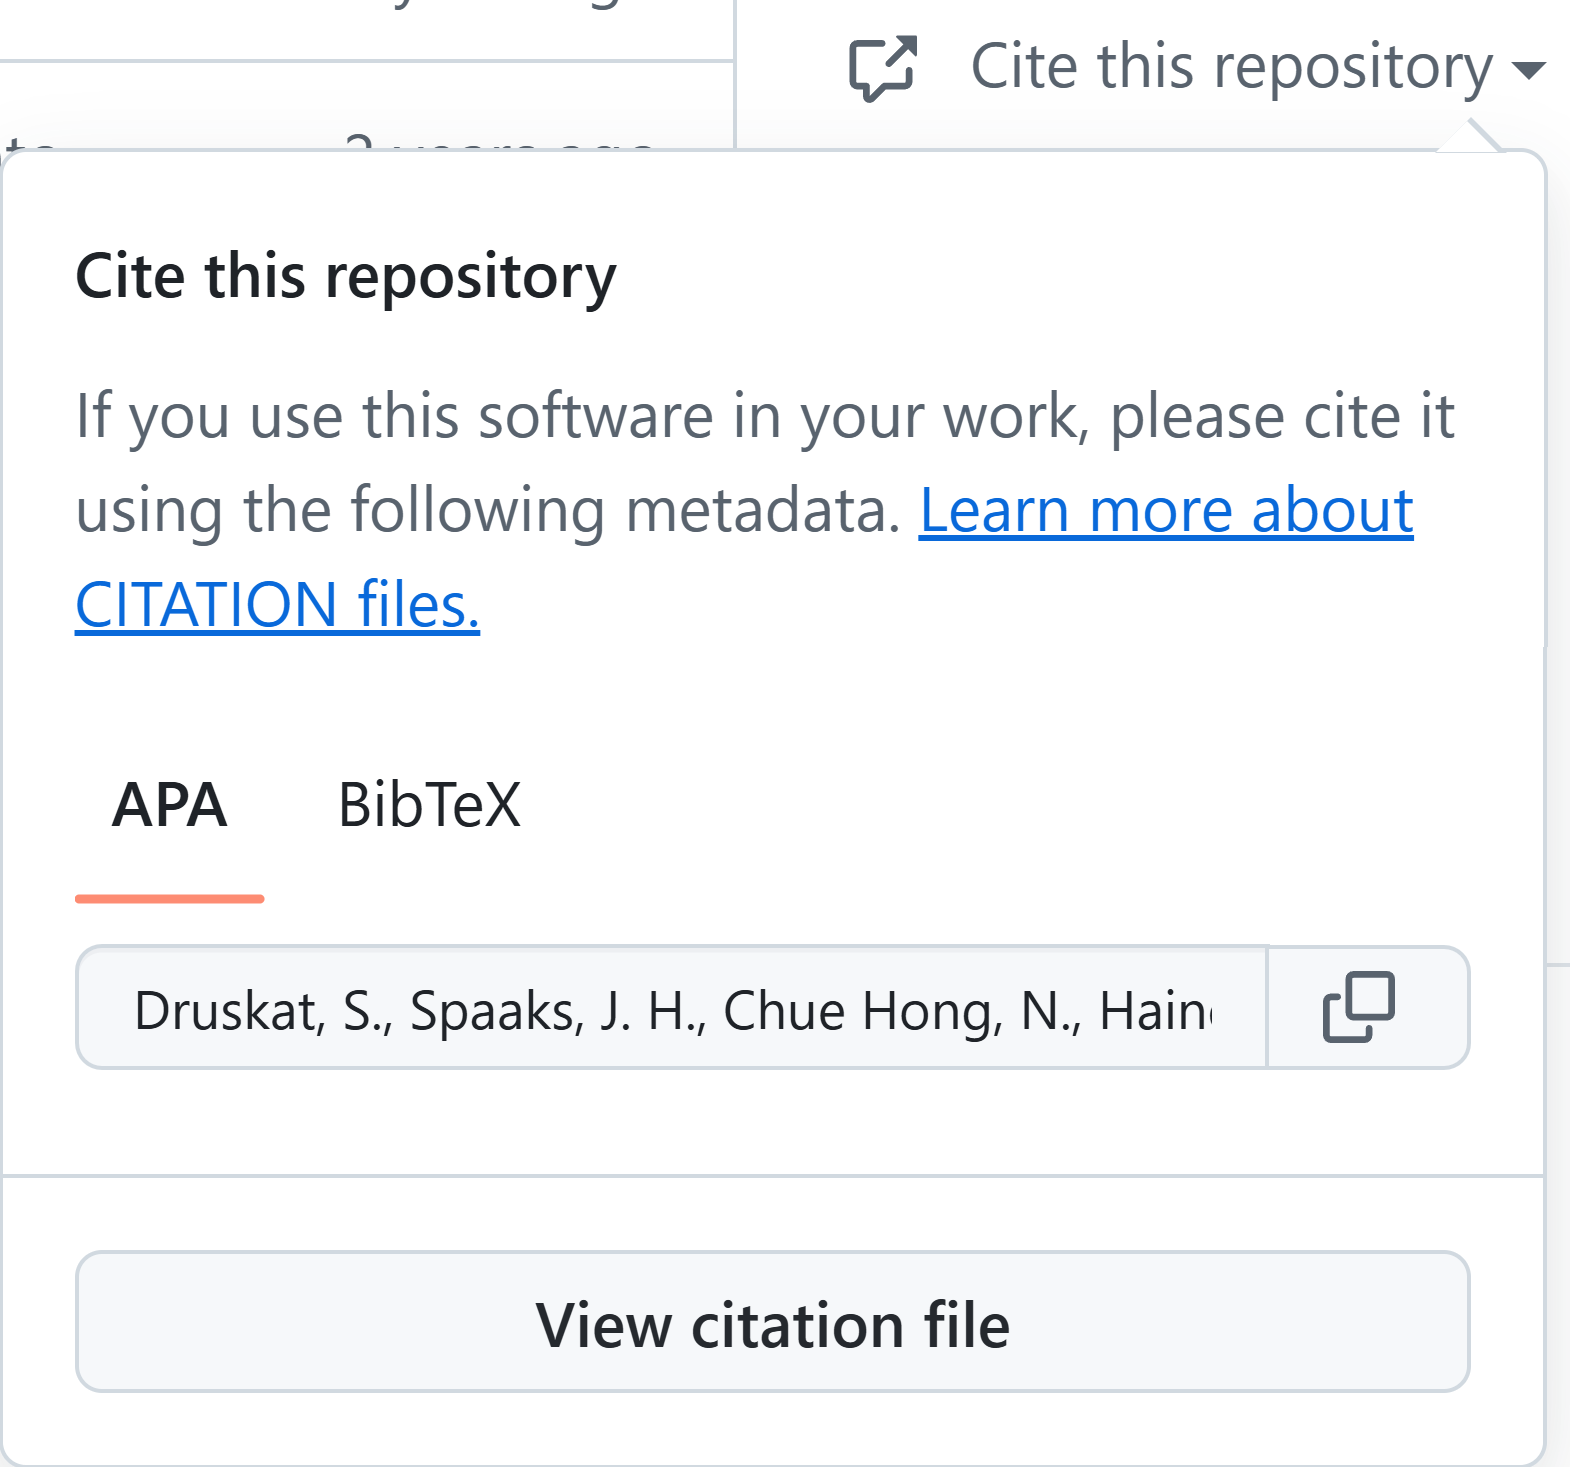 Cite this repository
Cite this repository
If you use this software in your work, please cite it
using the following metadata. Learn more about
CITATION files.
APA BibTeX
Druskat, S., Spaaks, J. H., Chue Hong, N., Hain
View citation file